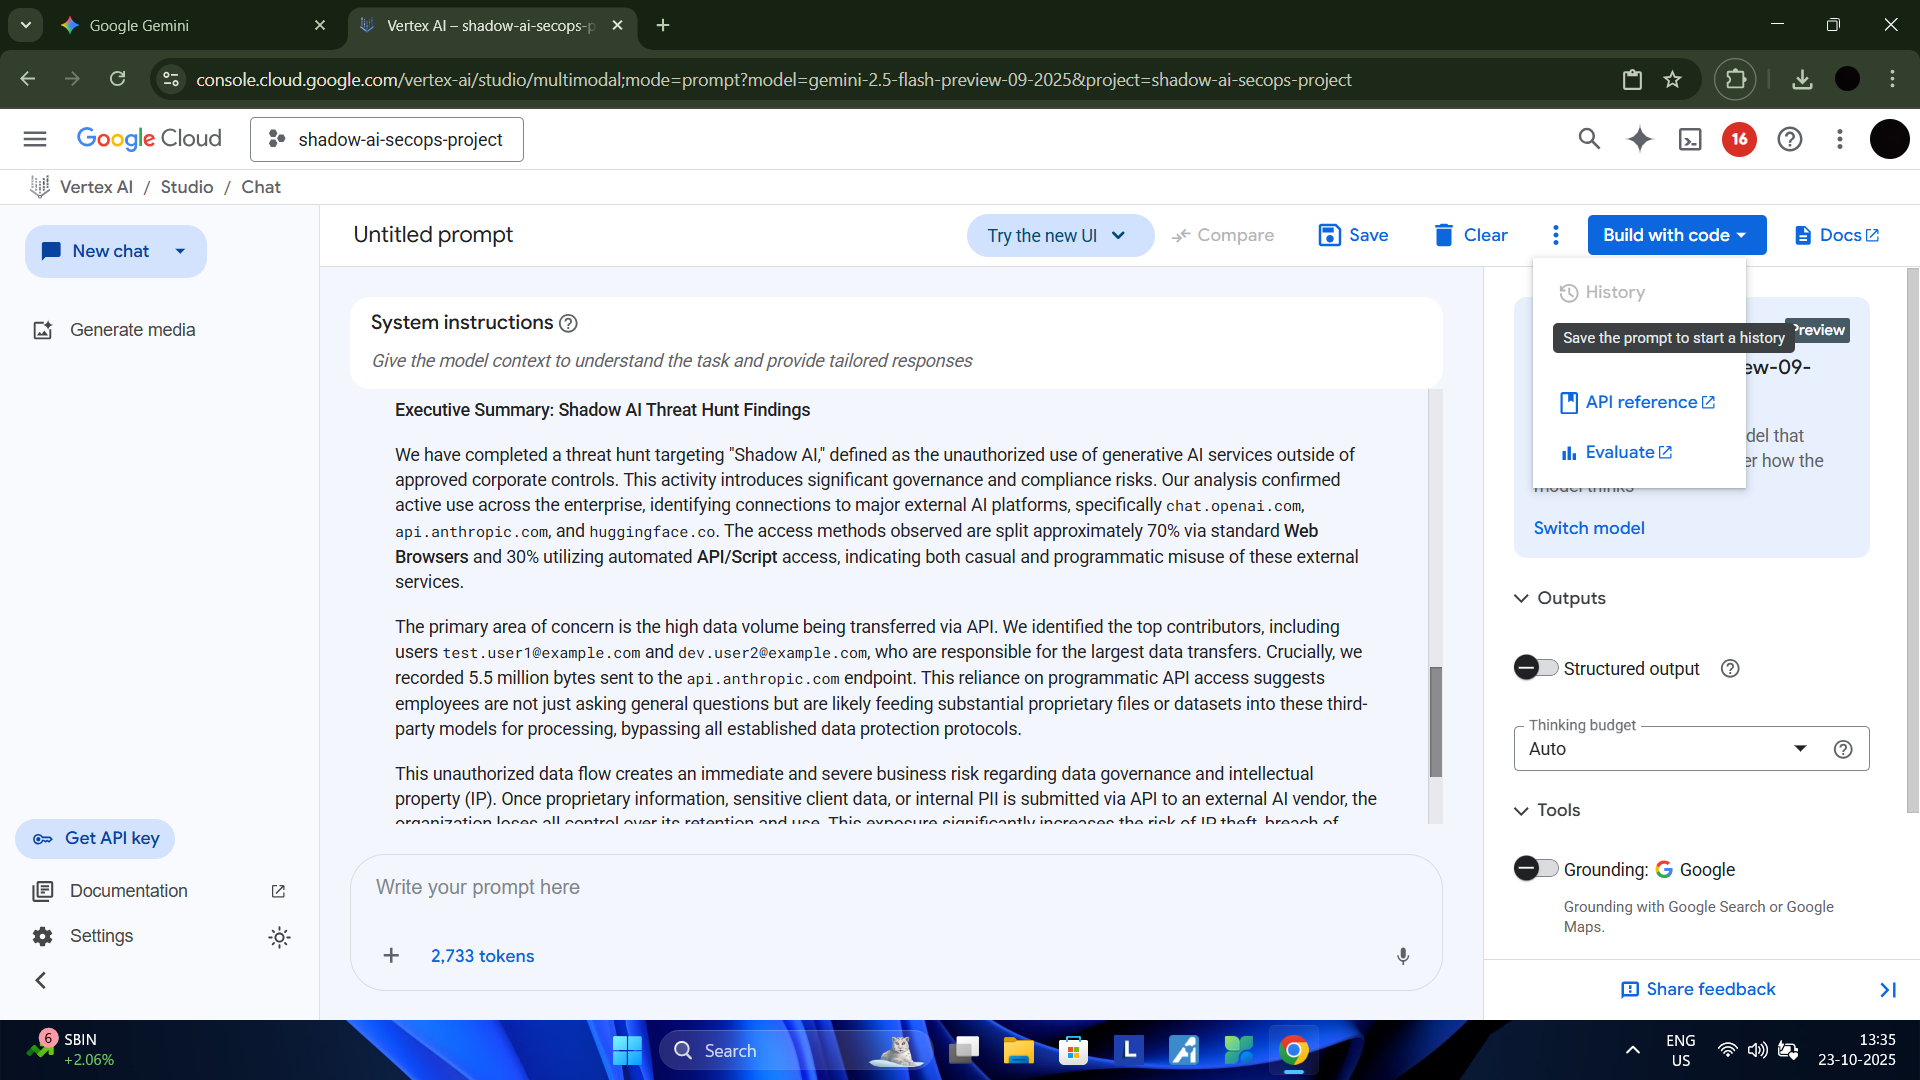 Google Gemini
Vertex AI – shadow-ai-secops-p
console.cloud.google.com/vertex-ai/studio/multimodal;mode=prompt?model=gemini-2.5-flash-preview-09-2025&project=shadow-ai-secops-project
Google Cloud
shadow-ai-secops-project
16
Vertex AI / Studio / Chat
New chat
Generate media
Untitled prompt
Try the new UI
Compare
Save
Clear
Build with code
Docs
History
Save the prompt to start a history
Preview
ew-09-
API reference
del that
Evaluate
er how the
model thinks
Switch model
System instructions
Give the model context to understand the task and provide tailored responses
Executive Summary: Shadow AI Threat Hunt Findings
We have completed a threat hunt targeting "Shadow AI," defined as the unauthorized use of generative AI services outside of
approved corporate controls. This activity introduces significant governance and compliance risks. Our analysis confirmed
active use across the enterprise, identifying connections to major external AI platforms, specifically chat.openai.com,
api.anthropic.com, and huggingface.co. The access methods observed are split approximately 70% via standard Web
Browsers and 30% utilizing automated API/Script access, indicating both casual and programmatic misuse of these external
services.
The primary area of concern is the high data volume being transferred via API. We identified the top contributors, including
users test.user1@example.com and dev.user2@example.com, who are responsible for the largest data transfers. Crucially, we
recorded 5.5 million bytes sent to the api.anthropic.com endpoint. This reliance on programmatic API access suggests
employees are not just asking general questions but are likely feeding substantial proprietary files or datasets into these third-
party models for processing, bypassing all established data protection protocols.
This unauthorized data flow creates an immediate and severe business risk regarding data governance and intellectual
property (IP). Once proprietary information, sensitive client data, or internal PII is submitted via API to an external AI vendor, the
organization loses all control over its retention and use. This exposure significantly increases the risk of IP theft, breach of
Write your prompt here
2,733 tokens
Outputs
Structured output
Thinking budget
Auto
Tools
Grounding: Google
Grounding with Google Search or Google
Maps.
Share feedback
Get API key
Documentation
Settings
6
SBIN
+2.06%
Search
L
ENG
US
13:35
23-10-2025